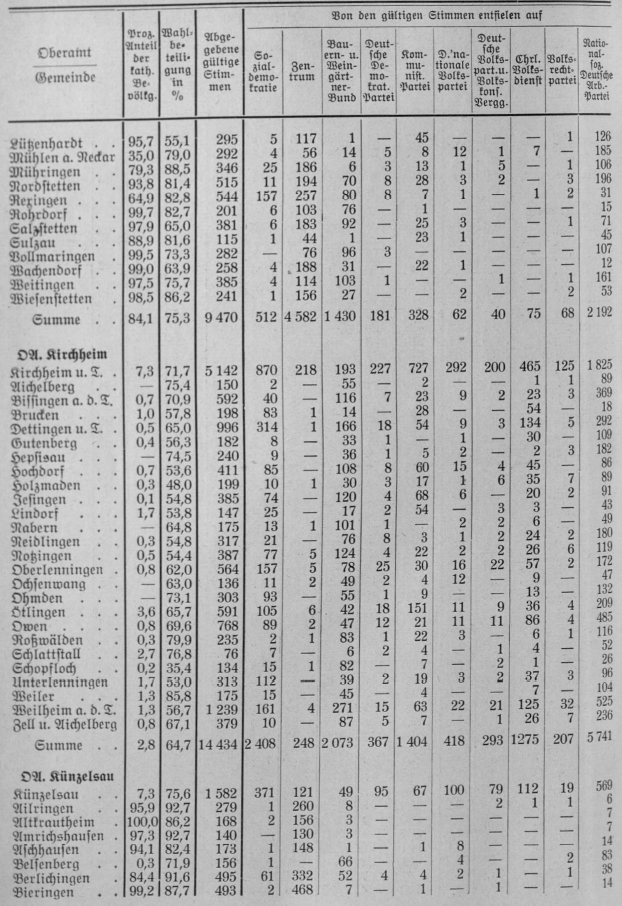 Oberamt
Gemeinde
Proz. Anteil der kath. Bevölkg.
Wahlbeteiligung in %
Abgegebene gültige Stimmen
Von den gültigen Stimmen entfielen auf
Sozialdemokratie
Zentrum
Bauern- u. Weingärtner-Bund
Deutsche Demokrat. Partei
Kommunist. Partei
D.'nationale Volkspartei
Deutsche Volkspart. u. Volkskons. Vergg.
Chrl. Volksdienst
Volksrechtpartei
Nationalsoz. Deutsche Arb.-Partei
Lützenhardt . . 95,7 55,1 295 5 117 1 — 45 — — — 1 126
Mühlen a. Neckar 35,0 79,0 292 4 56 14 5 8 12 1 7 — 185
Mühringen . . 79,3 88,5 346 25 186 6 3 13 1 5 — 1 106
Nordstetten . . 93,8 81,4 515 11 194 70 8 28 3 2 — 3 196
Rexingen . . 64,9 82,8 544 157 257 80 8 7 1 — 1 2 31
Rohrdorf . . 99,7 82,7 201 6 103 76 — 1 — — — — 15
Salzstetten . . 97,9 65,0 381 6 183 92 — 25 3 — — 1 71
Sulzau . . 88,9 81,6 115 1 44 1 — 23 1 — — — 45
Vollmaringen . 99,5 73,3 282 — 76 96 3 — — — — — 107
Wachendorf . . 99,0 63,9 258 4 188 31 — 22 1 — — — 12
Weitingen . . 97,5 75,7 385 4 114 103 1 — — 1 — 1 161
Wiesenstetten . 98,5 86,2 241 1 156 27 — — 2 — — 2 53
Summe . . 84,1 75,3 9 470 512 4 582 1 430 181 328 62 40 75 68 2 192
OA. Kirchheim
Kirchheim u. T. . 7,3 71,7 5 142 870 218 193 227 727 292 200 465 125 1 825
Aichelberg . . — 75,4 150 2 — 55 — 2 — — 1 1 89
Bissingen a. d. T. 0,7 70,9 592 40 — 116 7 23 9 2 23 3 369
Brucken . . 1,0 57,8 198 83 1 14 — 28 — — 54 — 18
Dettingen u. T. . 0,5 65,0 996 314 1 166 18 54 9 3 134 5 292
Gutenberg . . 0,4 56,3 182 8 — 33 1 — 1 — 30 — 109
Hepsisau . . — 74,5 240 9 — 36 1 5 2 — 2 3 182
Hochdorf . . 0,7 53,6 411 85 — 108 8 60 15 4 45 — 86
Holzmaden . . 0,3 48,0 199 10 1 30 3 17 1 6 35 7 89
Jesingen . . 0,1 54,8 385 74 — 120 4 68 6 — 20 2 91
Lindorf . . 1,7 53,8 147 25 — 17 2 54 — 3 3 — 43
Nabern . . — 64,8 175 13 1 101 1 — 2 2 6 — 49
Neidlingen . . 0,3 54,8 317 21 — 76 8 3 1 2 24 2 180
Notzingen . . 0,5 54,4 387 77 5 124 4 22 2 2 26 6 119
Oberlenningen . 0,8 62,0 564 157 5 78 25 30 16 22 57 2 172
Ochsenwang . . — 63,0 136 11 2 49 2 4 12 — 9 — 47
Ohmden . . — 73,1 303 93 — 55 1 9 — — 13 — 132
Ötlingen . . 3,6 65,7 591 105 6 42 18 151 11 9 36 4 209
Owen . . 0,8 69,6 768 89 2 47 12 21 11 11 86 4 485
Roßwälden . . 0,3 79,9 235 2 1 83 1 22 3 — 6 1 116
Schlattstall . . 2,7 76,8 76 7 — 6 2 4 — 1 4 — 52
Schopfloch . . 0,2 35,4 134 15 1 82 — 7 — 2 1 — 26
Unterlenningen 1,7 53,0 313 112 — 39 2 19 3 2 37 3 96
Weiler . . 1,3 85,8 175 15 — 45 — 4 — — 7 — 104
Weilheim a. d. T. 1,3 56,7 1 239 161 4 271 15 63 22 21 125 32 525
Zell u. Aichelberg 0,8 67,1 379 10 — 87 5 7 — 1 26 7 236
Summe . . 2,8 64,7 14 434 2 408 248 2 073 367 1 404 418 293 1275 207 5 741
OA. Künzelsau
Künzelsau . . 7,3 75,6 1 582 371 121 49 95 67 100 79 112 19 569
Ailringen . . 95,9 92,7 279 1 260 8 — — — 2 1 1 6
Altkrautheim . 100,0 86,2 168 2 156 3 — — — — — — 7
Amrichshausen . 97,3 92,7 140 — 130 3 — — — — — — 7
Aschhausen . . 94,1 82,4 173 1 148 1 — 1 8 — — — 14
Belsenberg . . 0,3 71,9 156 1 — 66 — — 4 — — 2 83
Berlichingen . 84,4 91,6 495 61 332 52 4 4 2 1 — 1 38
Bieringen . . 99,2 87,7 493 2 468 7 — 1 — 1 — — 14